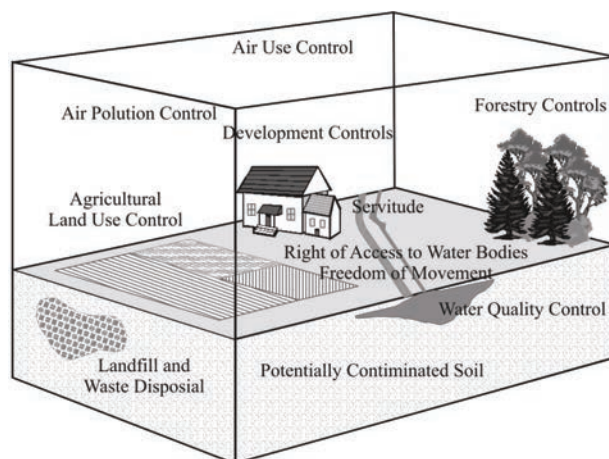 Air Use Control
Air Polution Control
Forestry Controls
Development Controls
Agricultural
Land Use Control
Servitude
Right of Access to Water Bodies
Freedom of Movement
Water Quality Control
Landfill and
Waste Disposal
Potentially Contiminated Soil